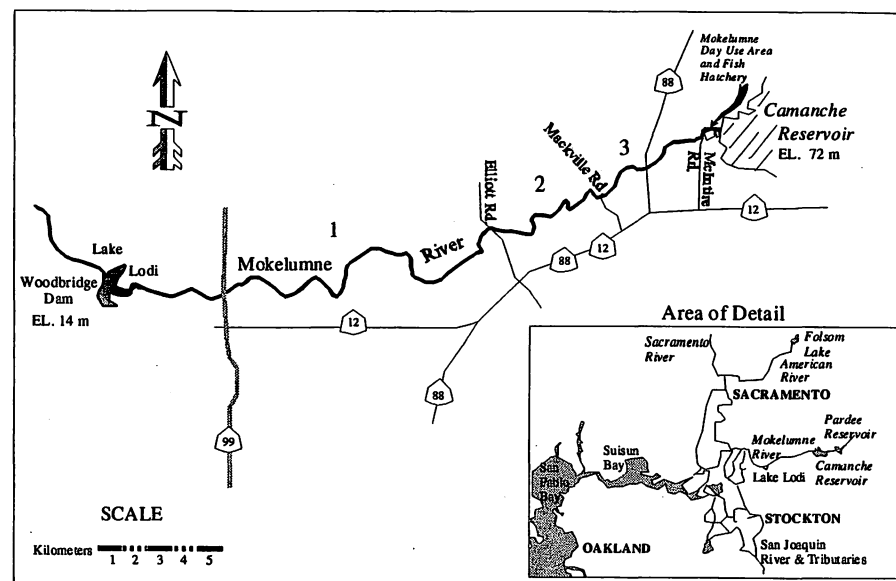 N
Mokelumne
Day Use Area
and Fish
Hatchery
88
Camanche
Reservoir
EL. 72 m
McIntire
Rd.
3
Mackville Rd
2
Elliott Rd
12
12
88
1
River
Mokelumne
Lake
Lodi
Woodbridge
Dam
EL. 14 m
12
88
99
SCALE
Kilometers
1 2 3 4 5
Area of Detail
Sacramento
River
Folsom
Lake
American
River
SACRAMENTO
Pardee
Reservoir
Mokelumne
River
Camanche
Reservoir
Lake Lodi
Suisun
Bay
San
Pablo
Bay
STOCKTON
OAKLAND
San Joaquin
River & Tributaries